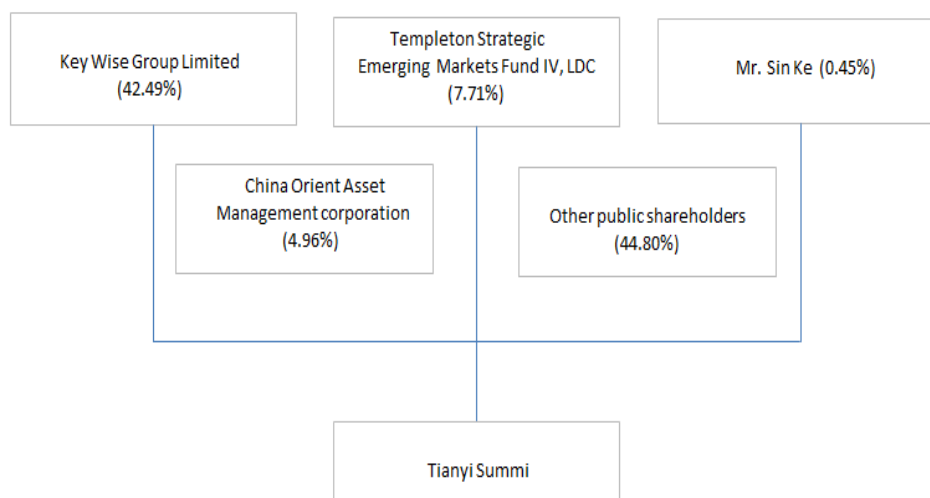 Key Wise Group Limited
(42.49%)
Templeton Strategic
Emerging Markets Fund IV, LDC
(7.71%)
Mr. Sin Ke (0.45%)
China Orient Asset
Management corporation
(4.96%)
Other public shareholders
(44.80%)
Tianyi Summi